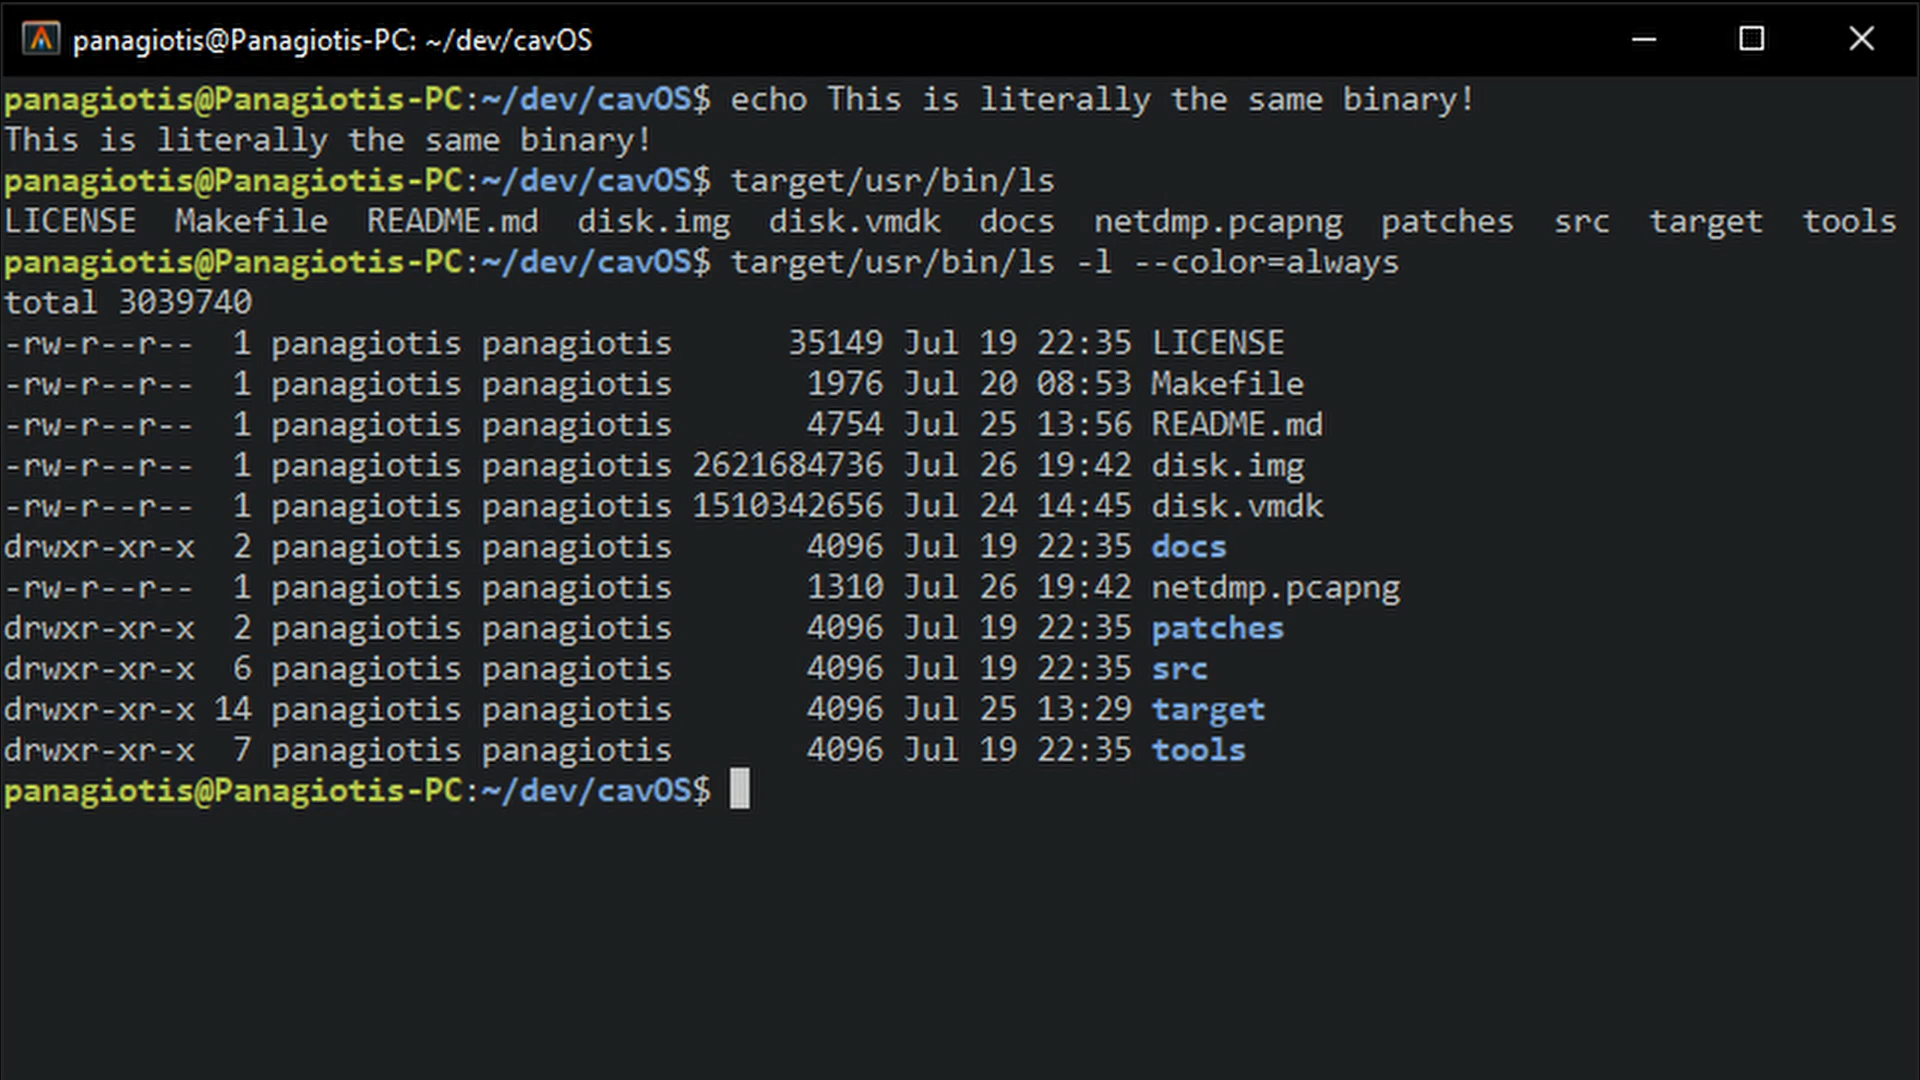 panagiotis@Panagiotis-PC: ~/dev/cavOS
panagiotis@Panagiotis-PC:~/dev/cavOS$ echo This is literally the same binary!
This is literally the same binary!
panagiotis@Panagiotis-PC:~/dev/cavOS$ target/usr/bin/ls
LICENSE  Makefile  README.md  disk.img  disk.vmdk  docs  netdmp.pcapng  patches  src  target  tools
panagiotis@Panagiotis-PC:~/dev/cavOS$ target/usr/bin/ls -l --color=always
total 3039740
-rw-r--r--  1 panagiotis panagiotis      35149 Jul 19 22:35 LICENSE
-rw-r--r--  1 panagiotis panagiotis       1976 Jul 20 08:53 Makefile
-rw-r--r--  1 panagiotis panagiotis       4754 Jul 25 13:56 README.md
-rw-r--r--  1 panagiotis panagiotis 2621684736 Jul 26 19:42 disk.img
-rw-r--r--  1 panagiotis panagiotis 1510342656 Jul 24 14:45 disk.vmdk
drwxr-xr-x  2 panagiotis panagiotis       4096 Jul 19 22:35 docs
-rw-r--r--  1 panagiotis panagiotis       1310 Jul 26 19:42 netdmp.pcapng
drwxr-xr-x  2 panagiotis panagiotis       4096 Jul 19 22:35 patches
drwxr-xr-x  6 panagiotis panagiotis       4096 Jul 19 22:35 src
drwxr-xr-x 14 panagiotis panagiotis       4096 Jul 25 13:29 target
drwxr-xr-x  7 panagiotis panagiotis       4096 Jul 19 22:35 tools
panagiotis@Panagiotis-PC:~/dev/cavOS$